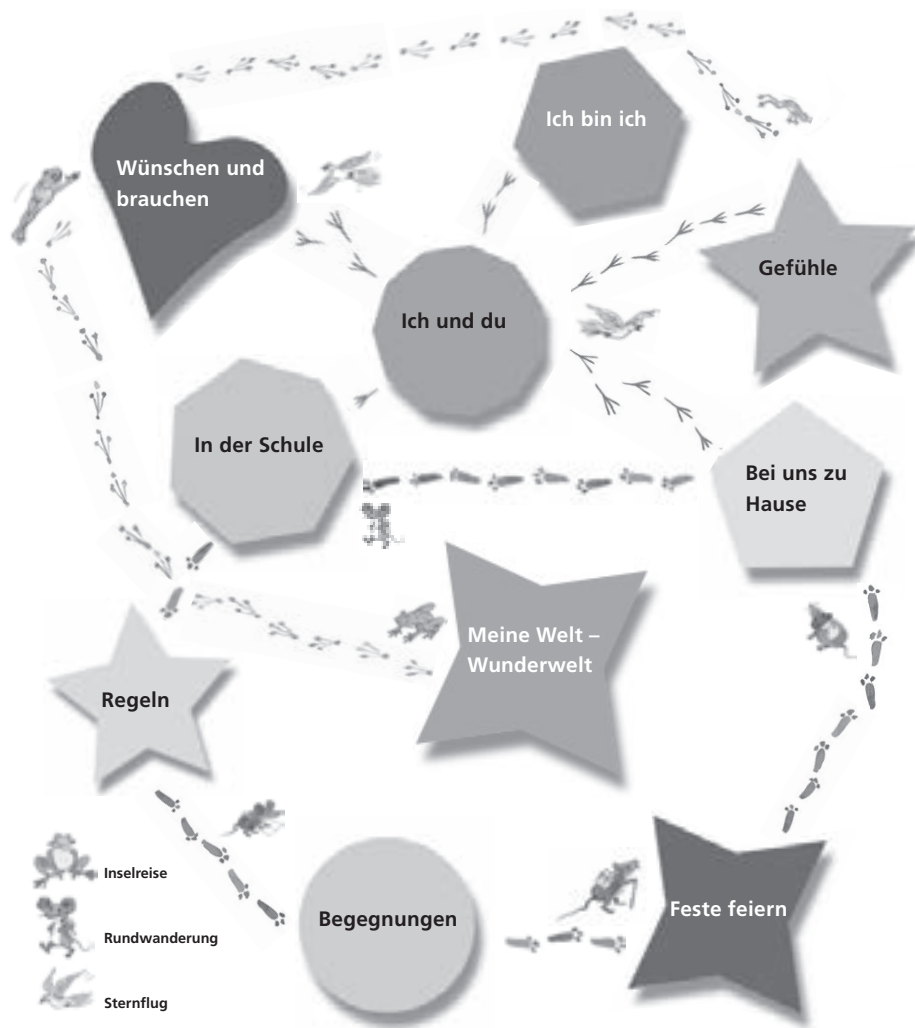 Ich bin ich
Wünschen und
brauchen
Gefühle
Ich und du
In der Schule
Bei uns zu
Hause
Meine Welt –
Wunderwelt
Regeln
Inselreise
Begegnungen
Feste feiern
Rundwanderung
Sternflug